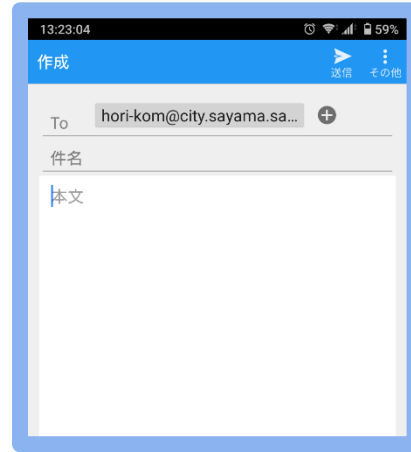 13:23:04 59%
作成
送信 その他
To hori-kom@city.sayama.sa...
件名
本文